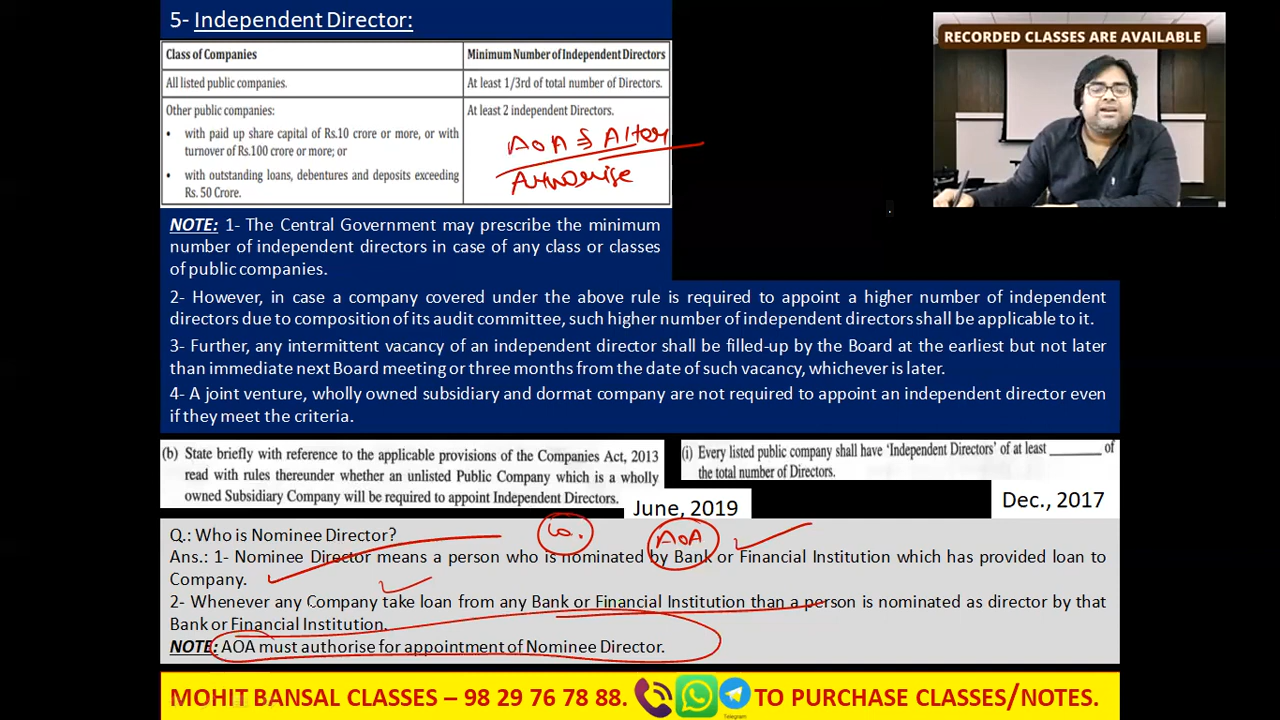 5- Independent Director:
RECORDED CLASSES ARE AVAILABLE
Class of Companies
Minimum Number of Independent Directors
All listed public companies.
At least 1/3rd of total number of Directors.
Other public companies:
At least 2 independent Directors.
• with paid up share capital of Rs.10 crore or more, or with
turnover of Rs.100 crore or more; or
• with outstanding loans, debentures and deposits exceeding
Rs. 50 Crore.
AOA Alter
Authorise
NOTE: 1- The Central Government may prescribe the minimum
number of independent directors in case of any class or classes
of public companies.
2- However, in case a company covered under the above rule is required to appoint a higher number of independent
directors due to composition of its audit committee, such higher number of independent directors shall be applicable to it.
3- Further, any intermittent vacancy of an independent director shall be filled-up by the Board at the earliest but not later
than immediate next Board meeting or three months from the date of such vacancy, whichever is later.
4- A joint venture, wholly owned subsidiary and dormat company are not required to appoint an independent director even
if they meet the criteria.
(b) State briefly with reference to the applicable provisions of the Companies Act, 2013
read with rules thereunder whether an unlisted Public Company which is a wholly
owned Subsidiary Company will be required to appoint Independent Directors.
June, 2019
(i) Every listed public company shall have 'Independent Directors' of at least ________ of
the total number of Directors.
Dec., 2017
Q.: Who is Nominee Director?
Co.
AOA
Ans.: 1- Nominee Director means a person who is nominated by Bank or Financial Institution which has provided loan to
Company.
2- Whenever any Company take loan from any Bank or Financial Institution than a person is nominated as director by that
Bank or Financial Institution.
NOTE: AOA must authorise for appointment of Nominee Director.
MOHIT BANSAL CLASSES – 98 29 76 78 88.
Telegram
TO PURCHASE CLASSES/NOTES.